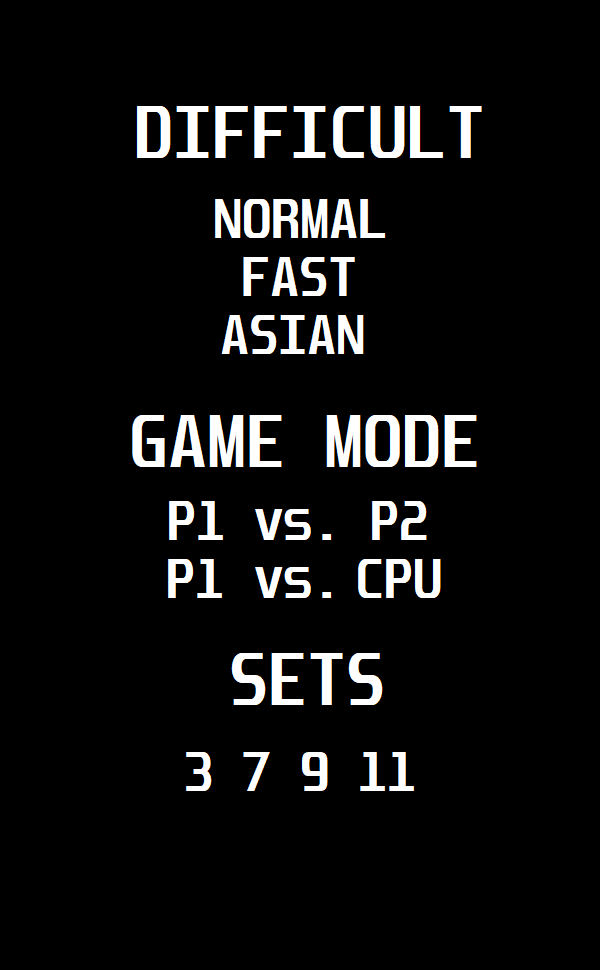 DIFFICULT
NORMAL
FAST
ASIAN
GAME MODE
P1 vs. P2
P1 vs. CPU
SETS
3 7 9 11